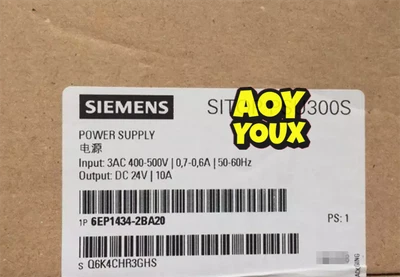 SIEMENS
SIT 0300S
AOY
YOUX
POWER SUPPLY
电源
Input: 3AC 400-500V | 0,7-0,6A | 50-60Hz
Output: DC 24V | 10A
1P 6EP1434-2BA20
PS: 1
S Q6K4CHR3GHS